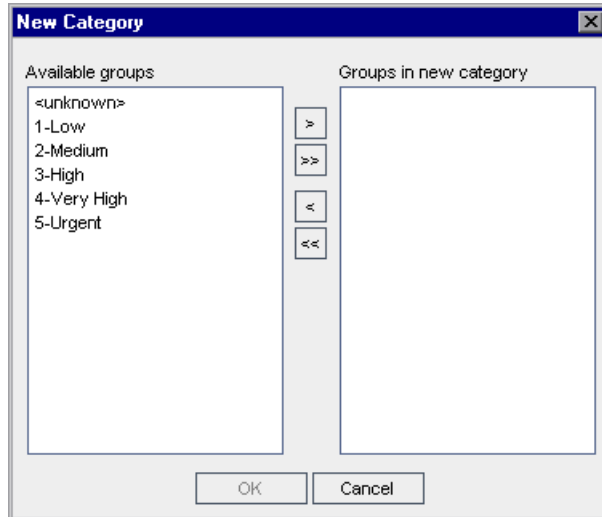 New Category
Available groups
Groups in new category
<unknown>
1-Low
2-Medium
3-High
4-Very High
5-Urgent
>
>>
<
<<
OK
Cancel